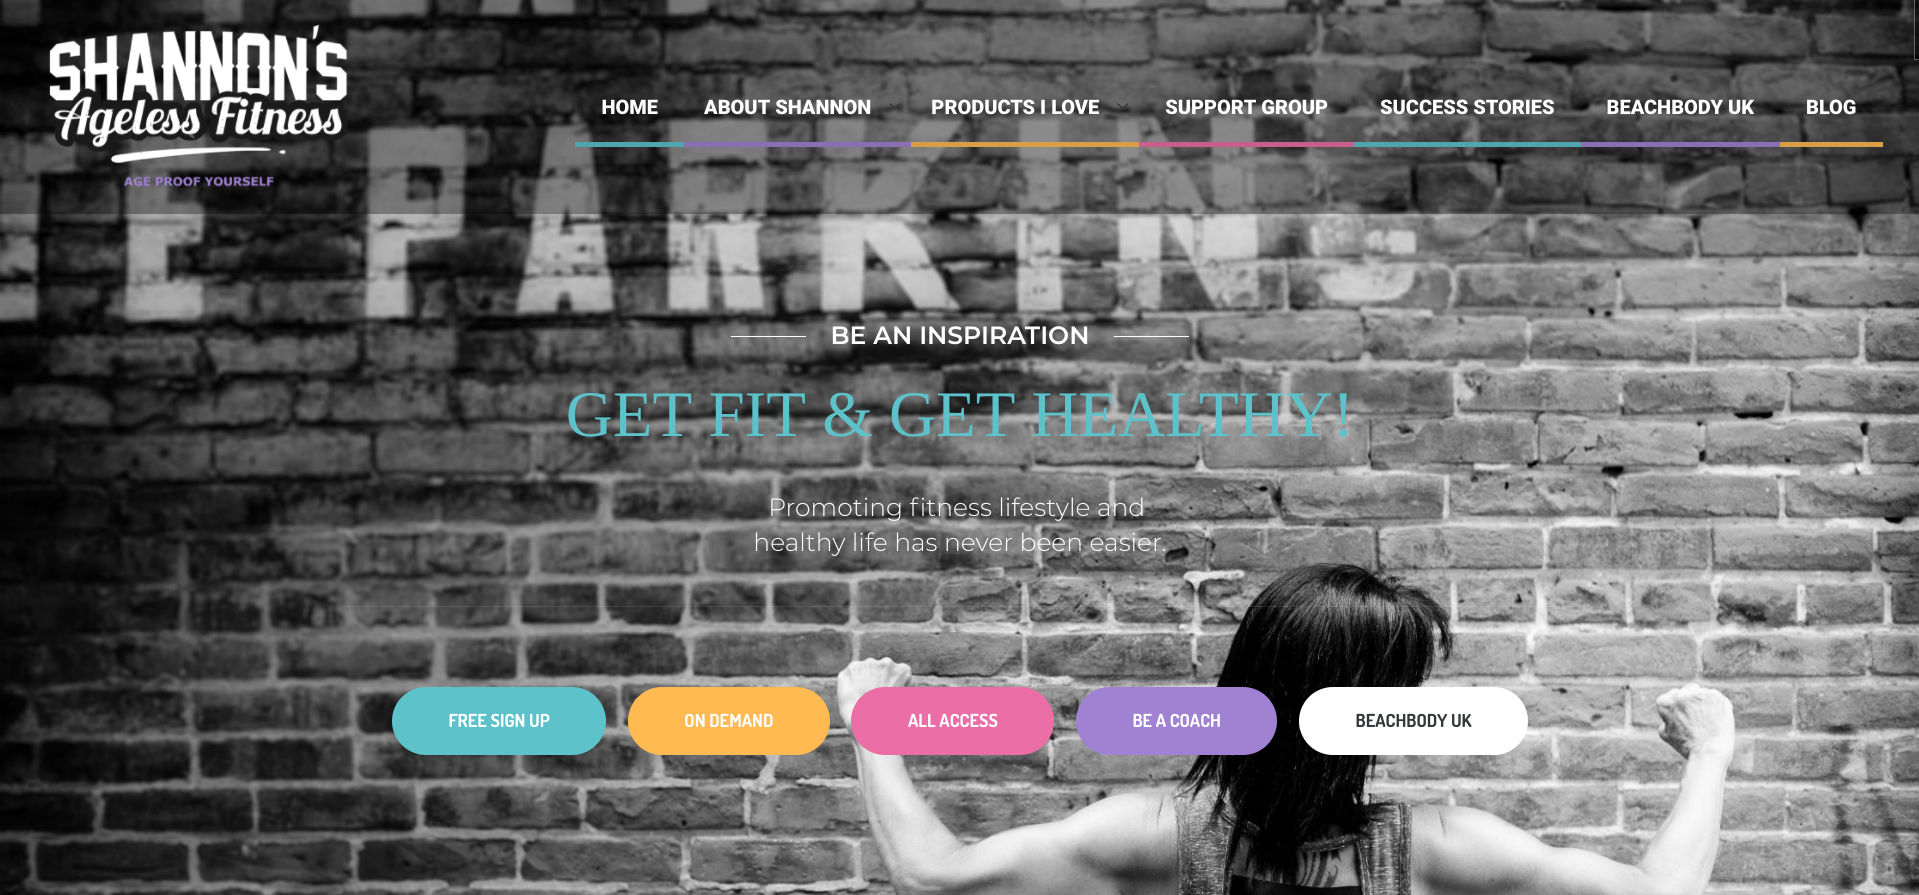 SHANNON'S
Ageless Fitness
AGE PROOF YOURSELF
HOME ABOUT SHANNON PRODUCTS I LOVE SUPPORT GROUP SUCCESS STORIES BEACHBODY UK BLOG
E PARKING
BE AN INSPIRATION
GET FIT & GET HEALTHY!
Promoting fitness lifestyle and
healthy life has never been easier.
FREE SIGN UP ON DEMAND ALL ACCESS BE A COACH BEACHBODY UK